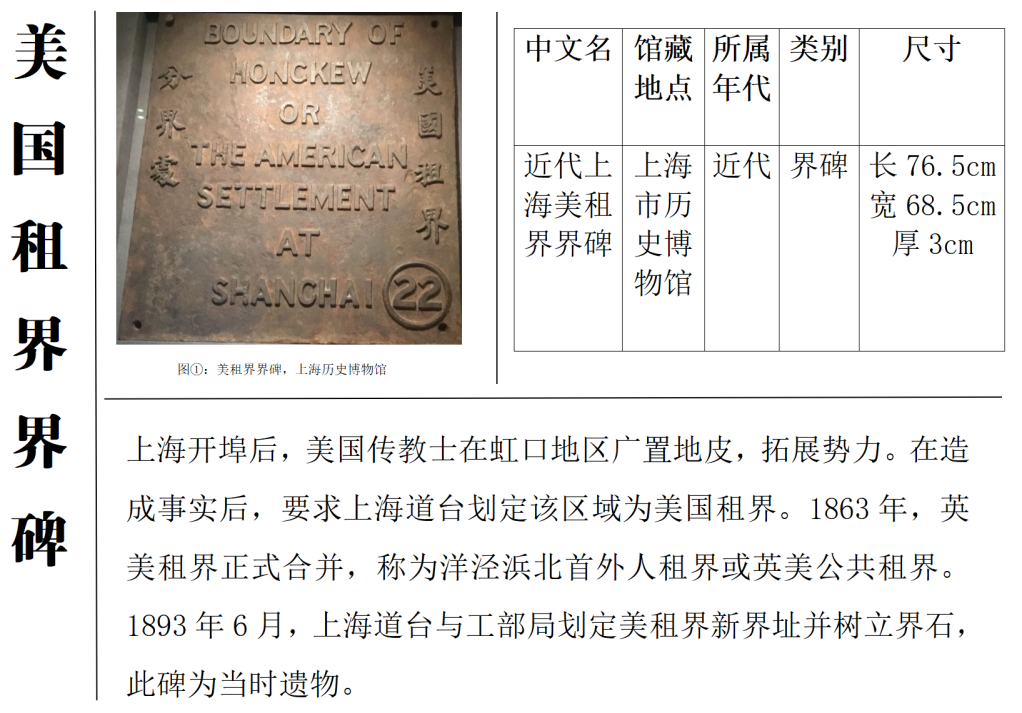 美国租界界碑
BOUNDARY OF
HONGKEW
OR
THE AMERICAN
SETTLEMENT
AT
SHANGHAI 22
美國租界
分界處
图①：美租界界碑，上海历史博物馆
中文名 馆藏地点 所属年代 类别 尺寸
近代上海美租界界碑 上海市历史博物馆 近代 界碑 长 76.5cm 宽 68.5cm 厚 3cm
上海开埠后，美国传教士在虹口地区广置地皮，拓展势力。在造
成事实后，要求上海道台划定该区域为美国租界。1863 年，英
美租界正式合并，称为洋泾浜北首外人租界或英美公共租界。
1893 年 6 月，上海道台与工部局划定美租界新界址并树立界石，
此碑为当时遗物。